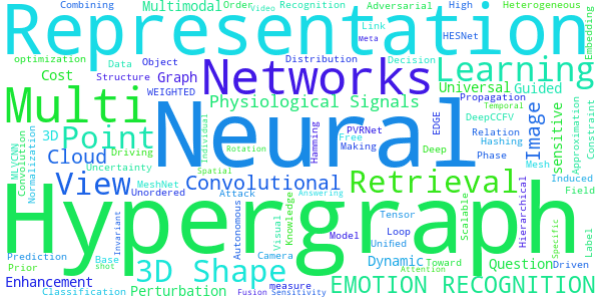 Combining Multimodal Order Video Recognition Adversarial High Heterogeneous
Representation
Link Meta HESNet Embedding
optimization Data Object Distribution Decision
Cost Structure Graph WEIGHTED Networks Learning
Universal Guided
Multi Physiological Signals Propagation Temporal
Neural
Point 3D Cloud Driving Uncertainty
MLVCNN Convolution Normalization
Individual Rotation Spatial Hamming Free Making PVRNet Deep EDGE
DeepCCFV Relation Hashing Phase Mesh Image sensitive Approximation Constraint
View MeshNet Unordered Convolutional Attack Answering Retrieval Induced Field
Hypergraph
Invariant Autonomous Visual Knowledge Tensor Loop Unified Model Scalable Hierarchical Specific Label
Prediction Prior Base shot Camera Dynamic Toward Attention Question Driven
Enhancement 3D Shape measure EMOTION RECOGNITION
Classification Perturbation Fusion Sensitivity